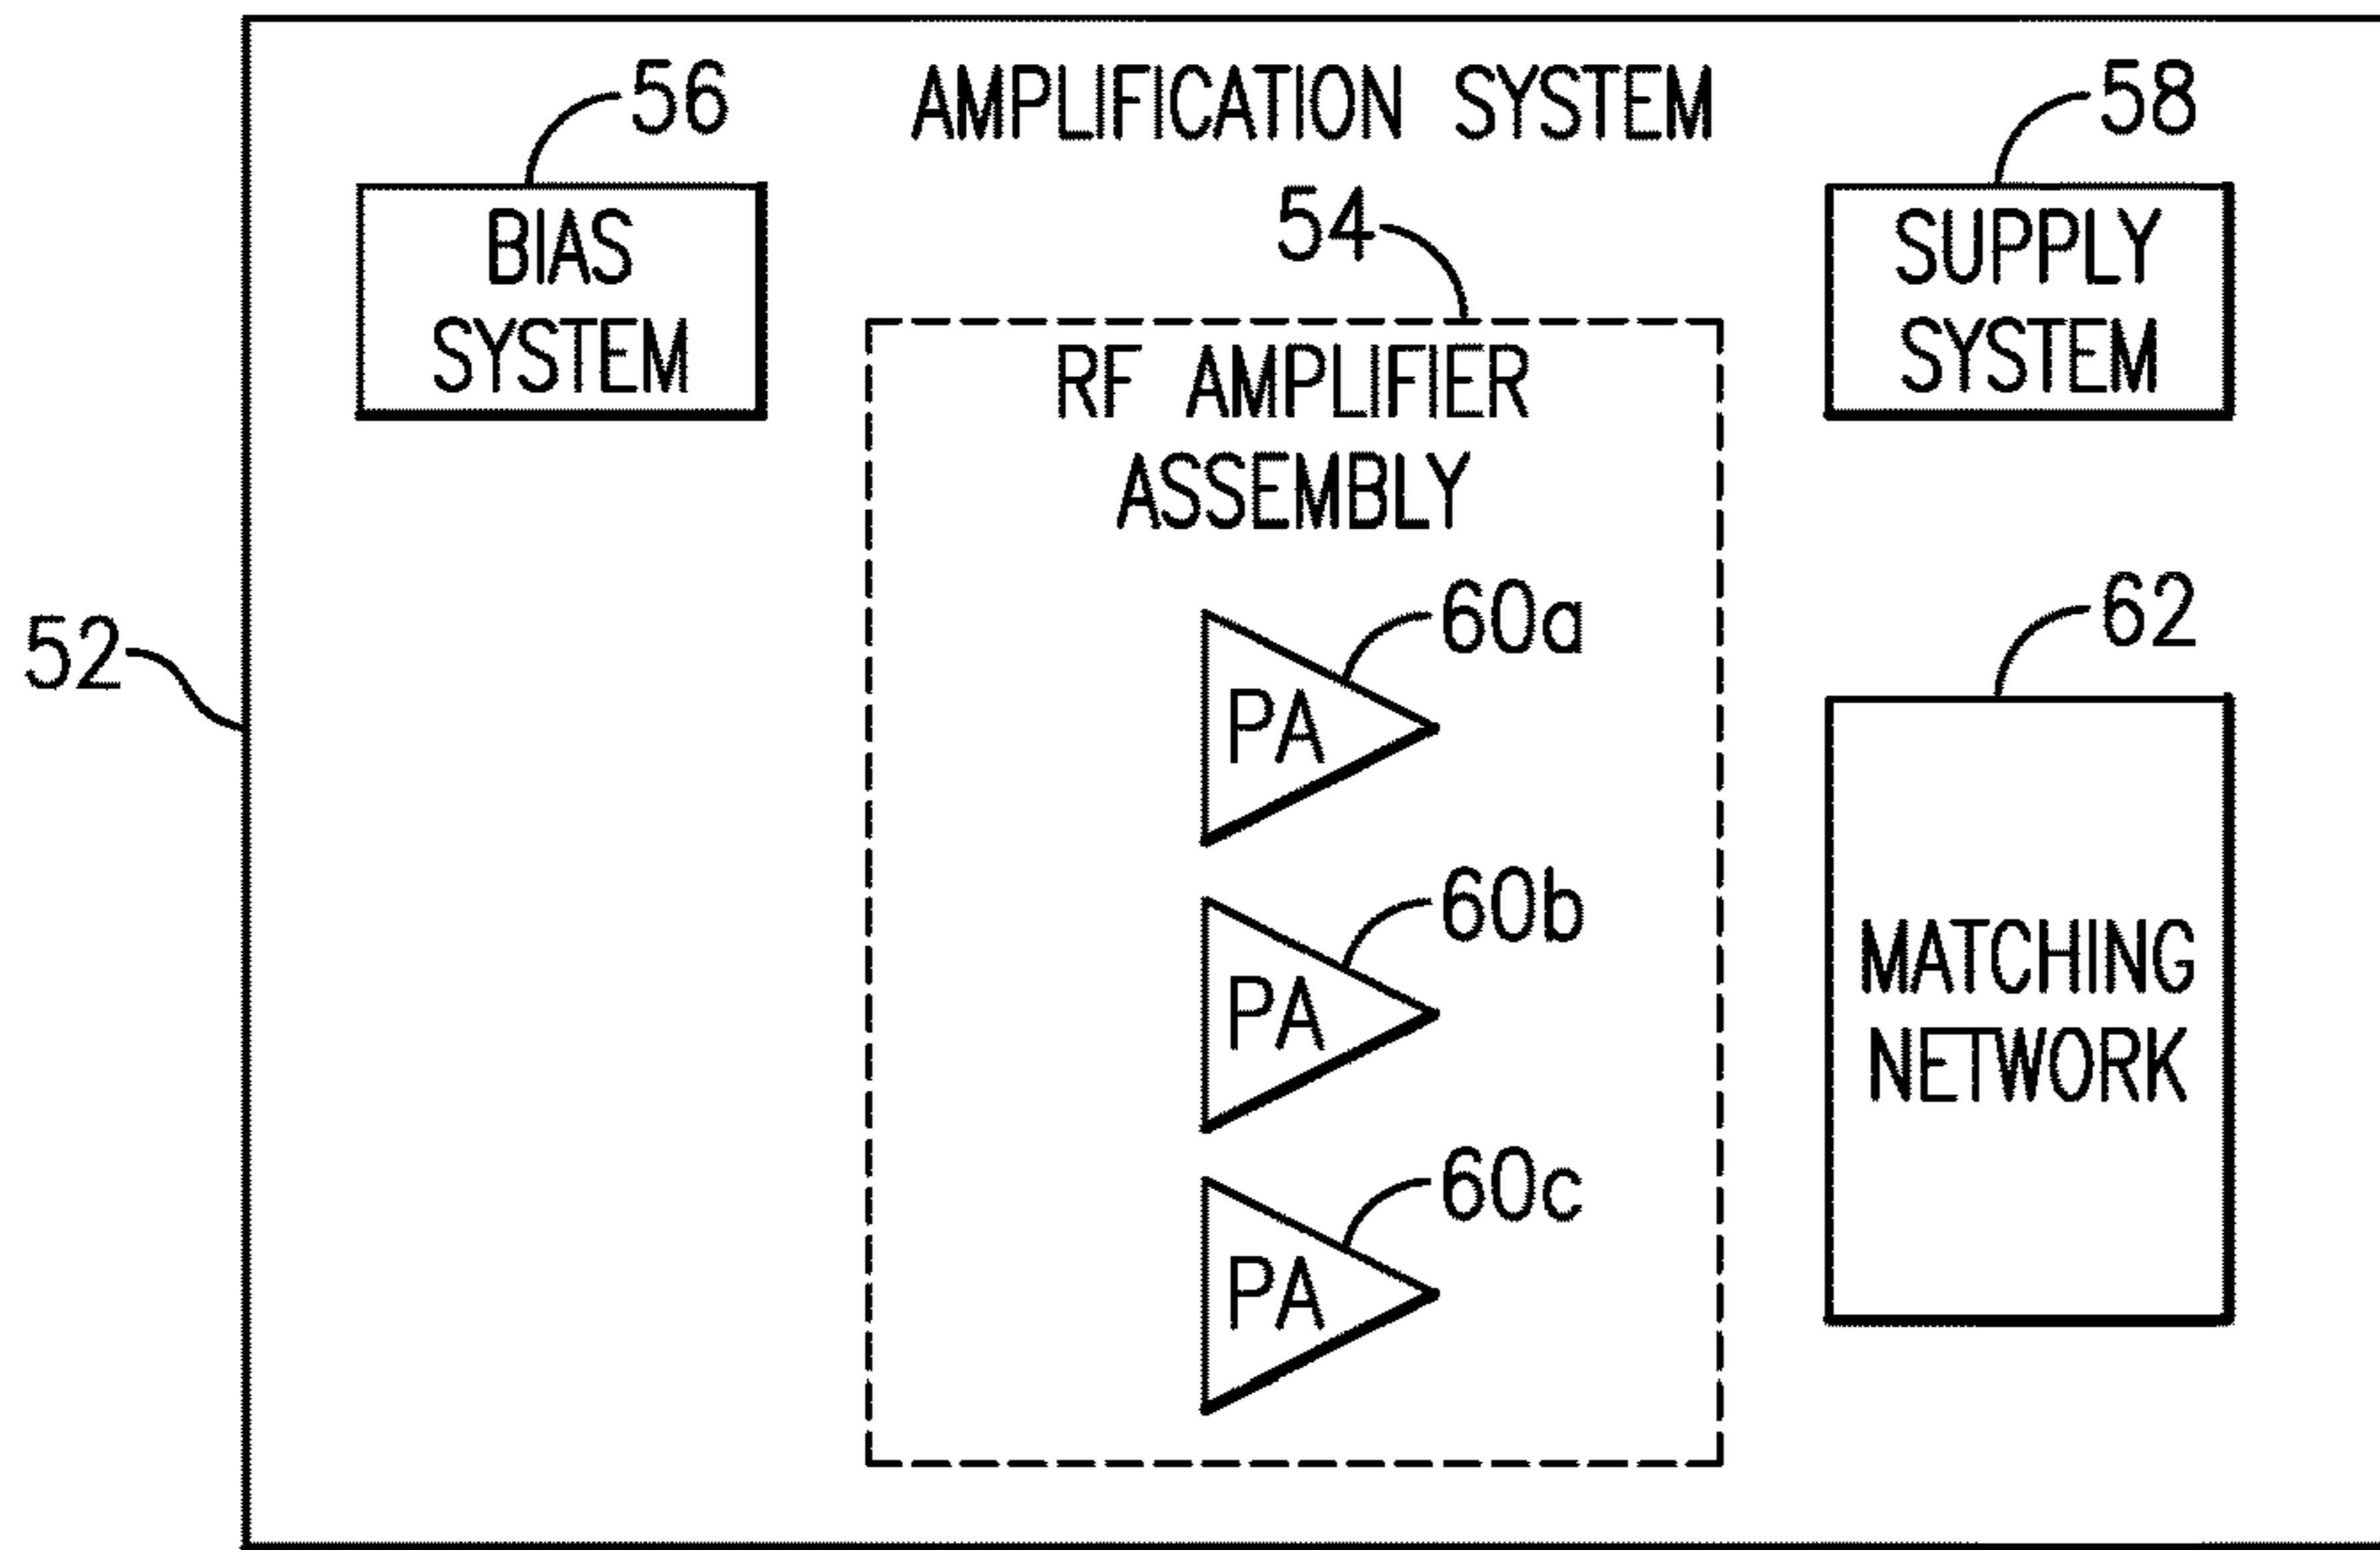 AMPLIFICATION SYSTEM
56
58
BIAS
SYSTEM
54
SUPPLY
SYSTEM
RF AMPLIFIER
ASSEMBLY
52
60a
PA
62
60b
PA
MATCHING
NETWORK
60c
PA